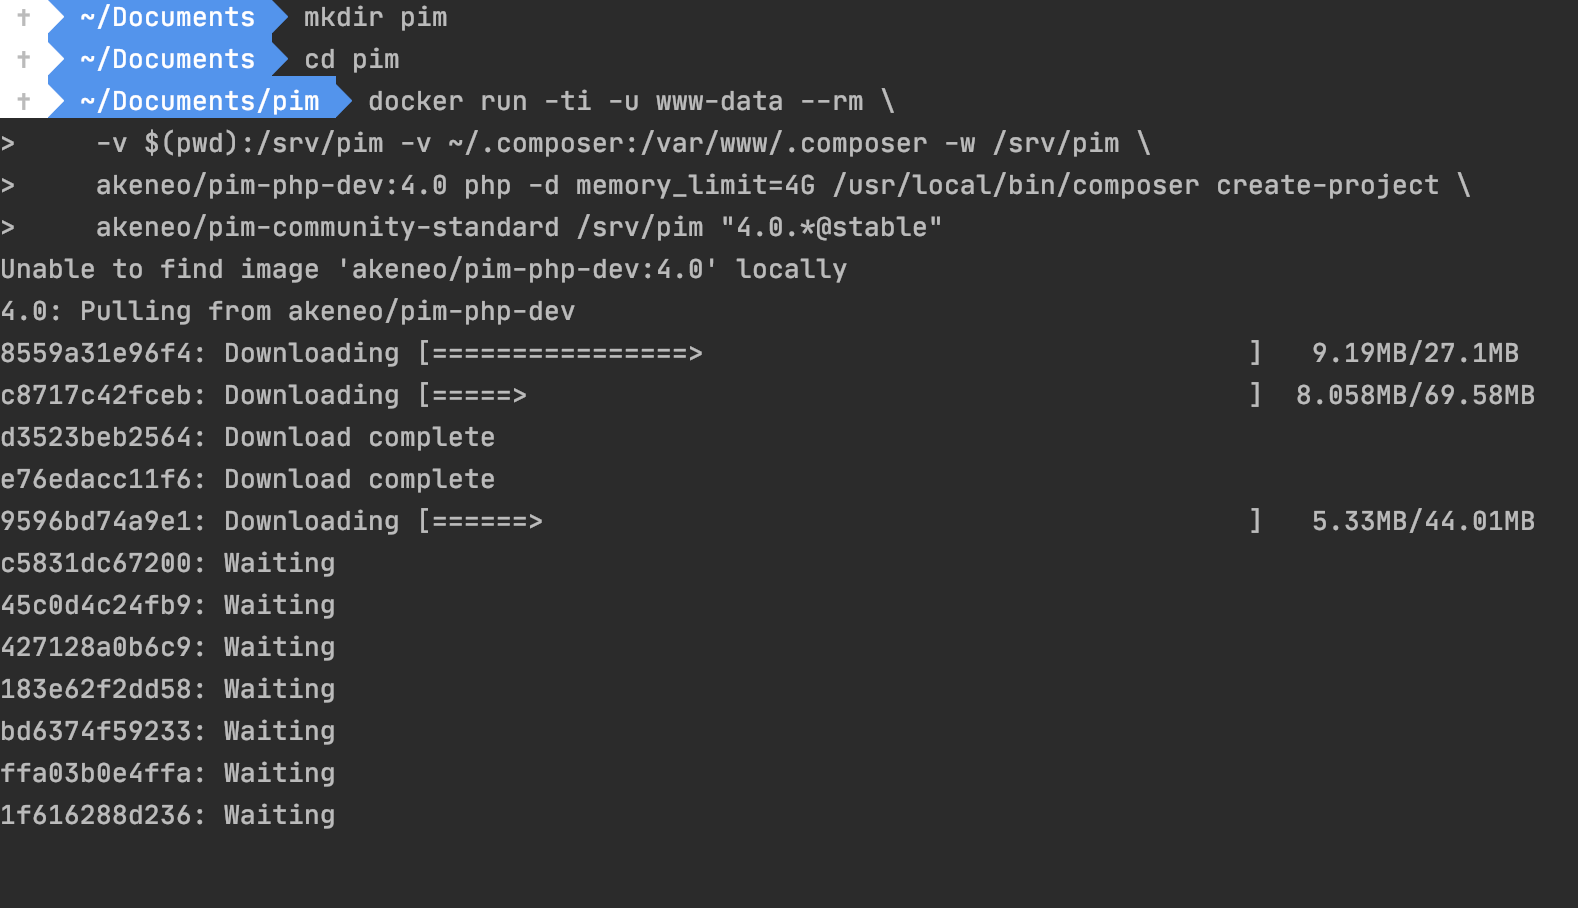 † ~/Documents mkdir pim
† ~/Documents cd pim
† ~/Documents/pim docker run -ti -u www-data --rm \
>     -v $(pwd):/srv/pim -v ~/.composer:/var/www/.composer -w /srv/pim \
>     akeneo/pim-php-dev:4.0 php -d memory_limit=4G /usr/local/bin/composer create-project \
>     akeneo/pim-community-standard /srv/pim "4.0.*@stable"
Unable to find image 'akeneo/pim-php-dev:4.0' locally
4.0: Pulling from akeneo/pim-php-dev
8559a31e96f4: Downloading [================>                                  ]   9.19MB/27.1MB
c8717c42fceb: Downloading [=====>                                             ]  8.058MB/69.58MB
d3523beb2564: Download complete
e76edacc11f6: Download complete
9596bd74a9e1: Downloading [======>                                            ]   5.33MB/44.01MB
c5831dc67200: Waiting
45c0d4c24fb9: Waiting
427128a0b6c9: Waiting
183e62f2dd58: Waiting
bd6374f59233: Waiting
ffa03b0e4ffa: Waiting
1f616288d236: Waiting